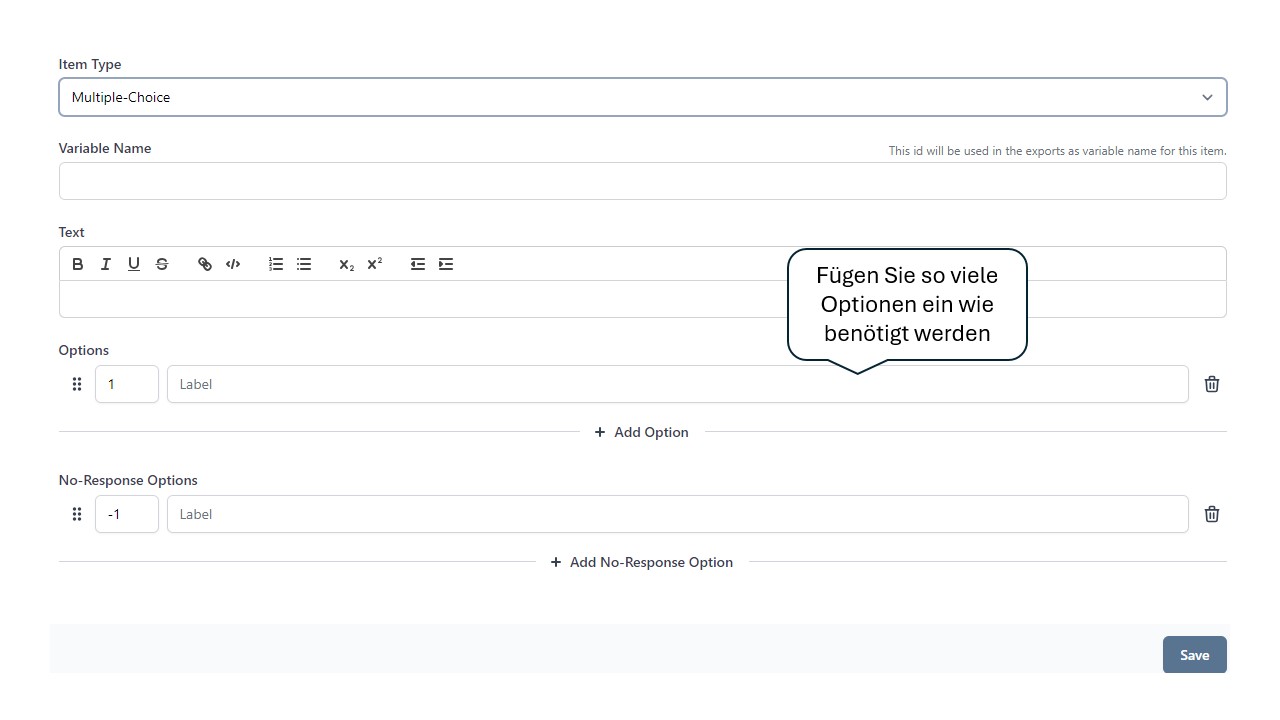 Item Type
Multiple-Choice
Variable Name
This id will be used in the exports as variable name for this item.
Text
B I U S </> X₂ X²
Fügen Sie so viele
Optionen ein wie
benötigt werden
Options
1 Label
+ Add Option
No-Response Options
-1 Label
+ Add No-Response Option
Save